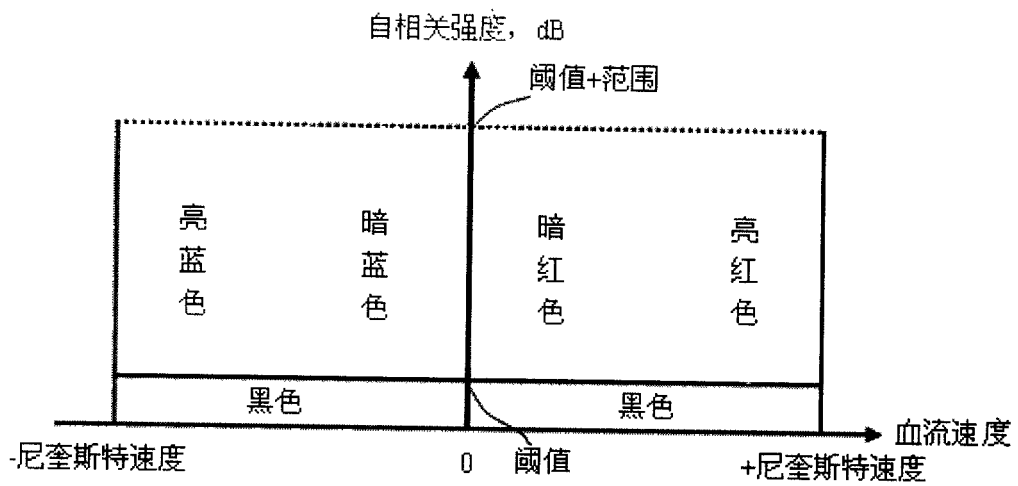 自相关强度，dB
阈值+范围
亮蓝色
暗蓝色
暗红色
亮红色
黑色
黑色
血流速度
-尼奎斯特速度
0
阈值
+尼奎斯特速度